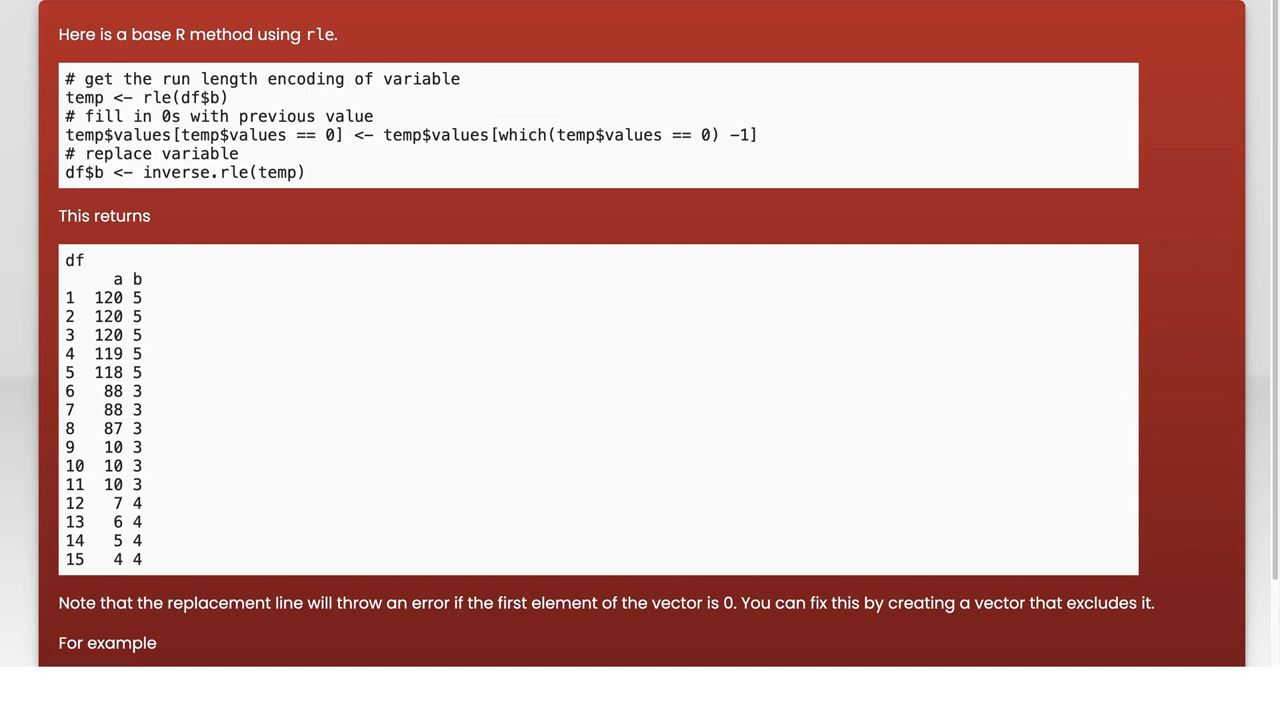 Here is a base R method using rle.
# get the run length encoding of variable
temp <- rle(df$b)
# fill in 0s with previous value
temp$values[temp$values == 0] <- temp$values[which(temp$values == 0) -1]
# replace variable
df$b <- inverse.rle(temp)
This returns
df
     a b
1  120 5
2  120 5
3  120 5
4  119 5
5  118 5
6   88 3
7   88 3
8   87 3
9   10 3
10  10 3
11  10 3
12   7 4
13   6 4
14   5 4
15   4 4
Note that the replacement line will throw an error if the first element of the vector is 0. You can fix this by creating a vector that excludes it.
For example